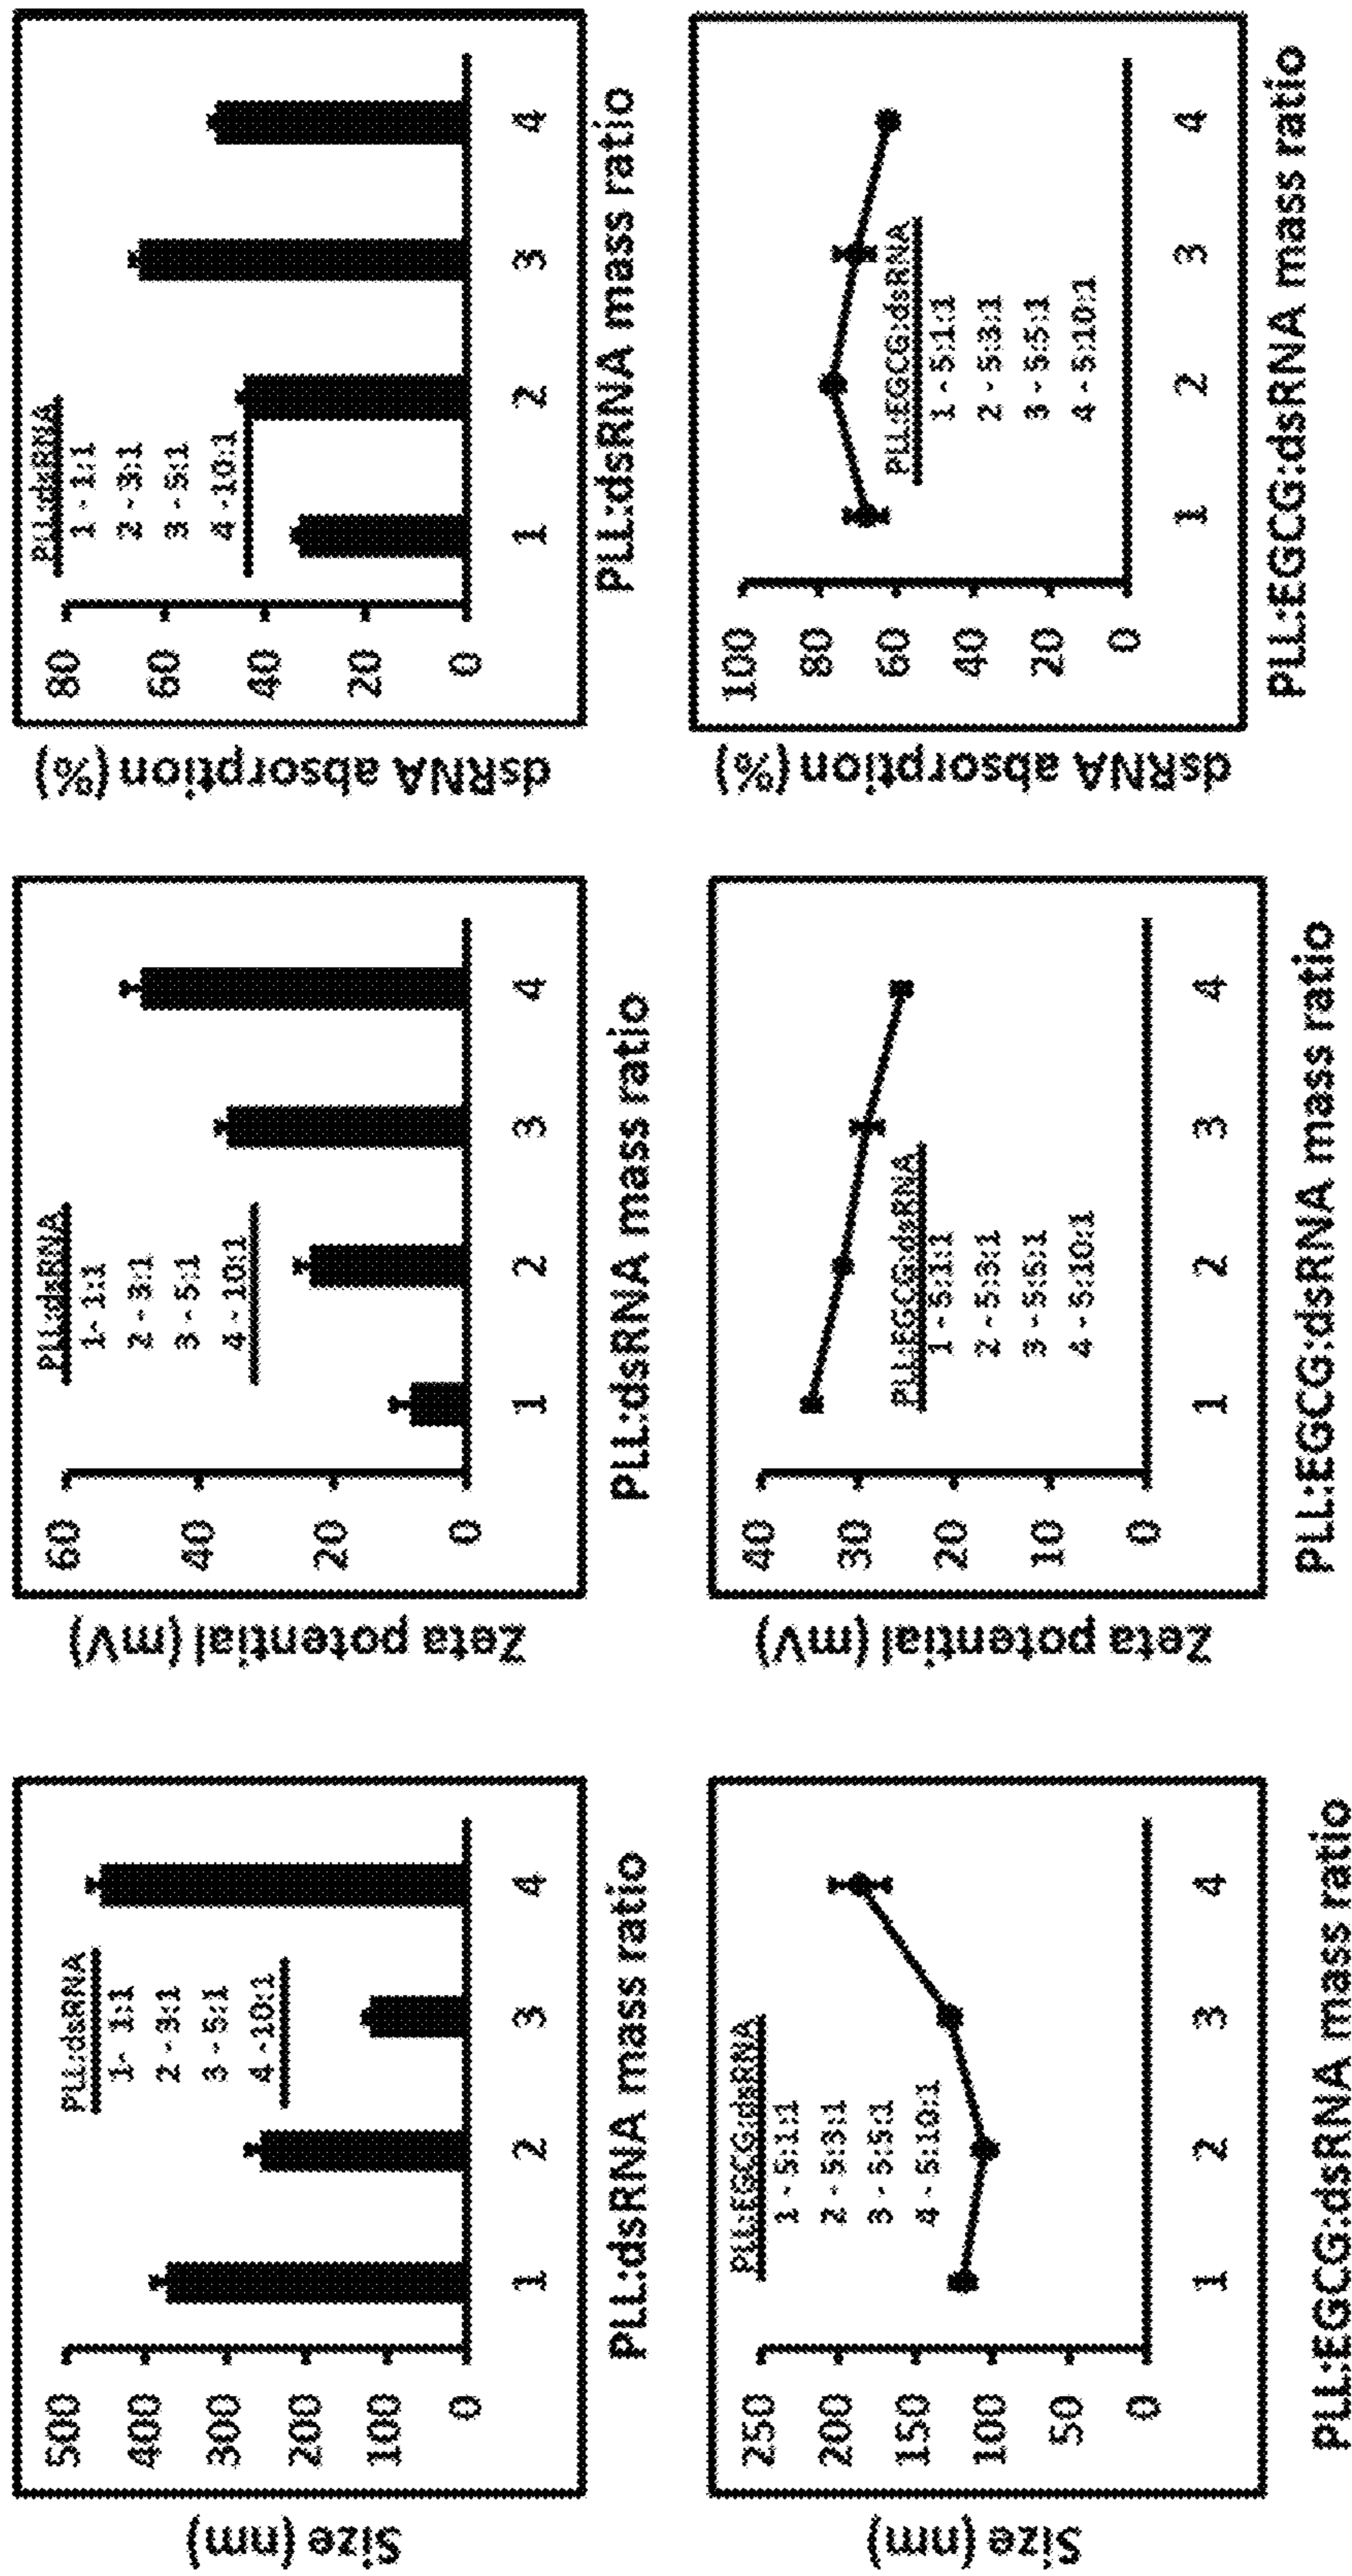 Size (nm)
500
400
300
200
100
0
PLL:dsRNA
1 - 1:1
2 - 3:1
3 - 5:1
4 -10:1
1
2
3
4
PLL:dsRNA mass ratio
Zeta potential (mV)
60
40
20
0
PLL:dsRNA
1- 1:1
2 - 3:1
3 - 5:1
4 - 10:1
1
2
3
4
PLL:dsRNA mass ratio
dsRNA absorption (%)
80
60
40
20
0
PLL:dsRNA
1 - 1:1
2 - 3:1
3 - 5:1
4 -10:1
1
2
3
4
PLL:dsRNA mass ratio
Size (nm)
250
200
150
100
50
0
PLL:EGCG:dsRNA
1 - 5:1:1
2 - 5:3:1
3 - 5:5:1
4 - 5:10:1
1
2
3
4
PLL:EGCG:dsRNA mass ratio
Zeta potential (mV)
40
30
20
10
0
PLL:EGCG:dsRNA
1 - 5:1:1
2 - 5:3:1
3 - 5:5:1
4 - 5:10:1
1
2
3
4
PLL:EGCG:dsRNA mass ratio
dsRNA absorption (%)
100
80
60
40
20
0
PLL:EGCG:dsRNA
1 - 5:1:1
2 - 5:3:1
3 - 5:5:1
4 - 5:10:1
1
2
3
4
PLL:EGCG:dsRNA mass ratio